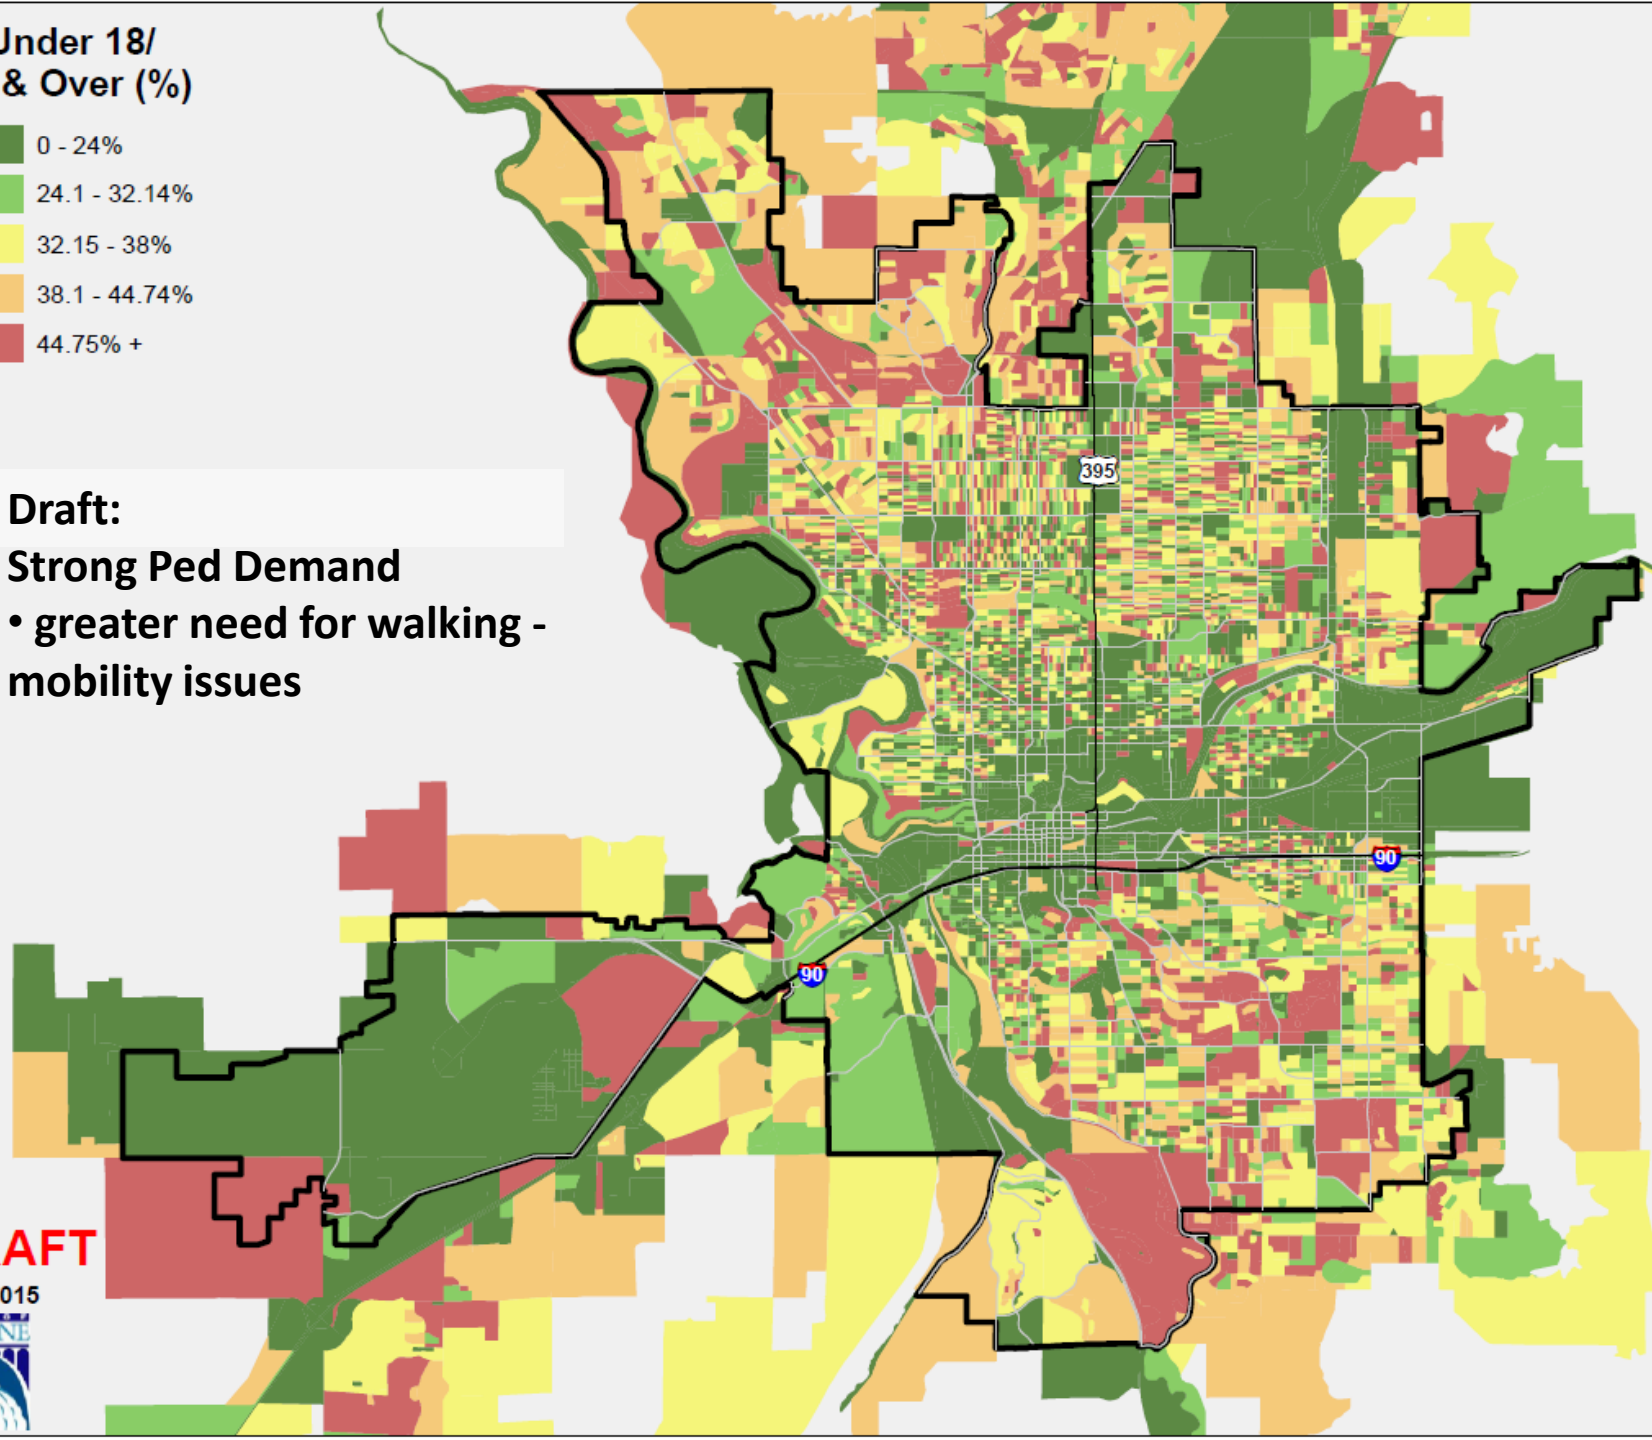 Under 18/
& Over (%)
0 - 24%
24.1 - 32.14%
32.15 - 38%
38.1 - 44.74%
44.75% +
395
Draft:
Strong Ped Demand
• greater need for walking -
mobility issues
90
90
AFT
015
NE